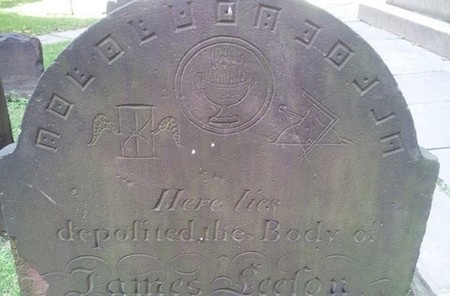 Here lies
depoſited the Body of
James Leeſon